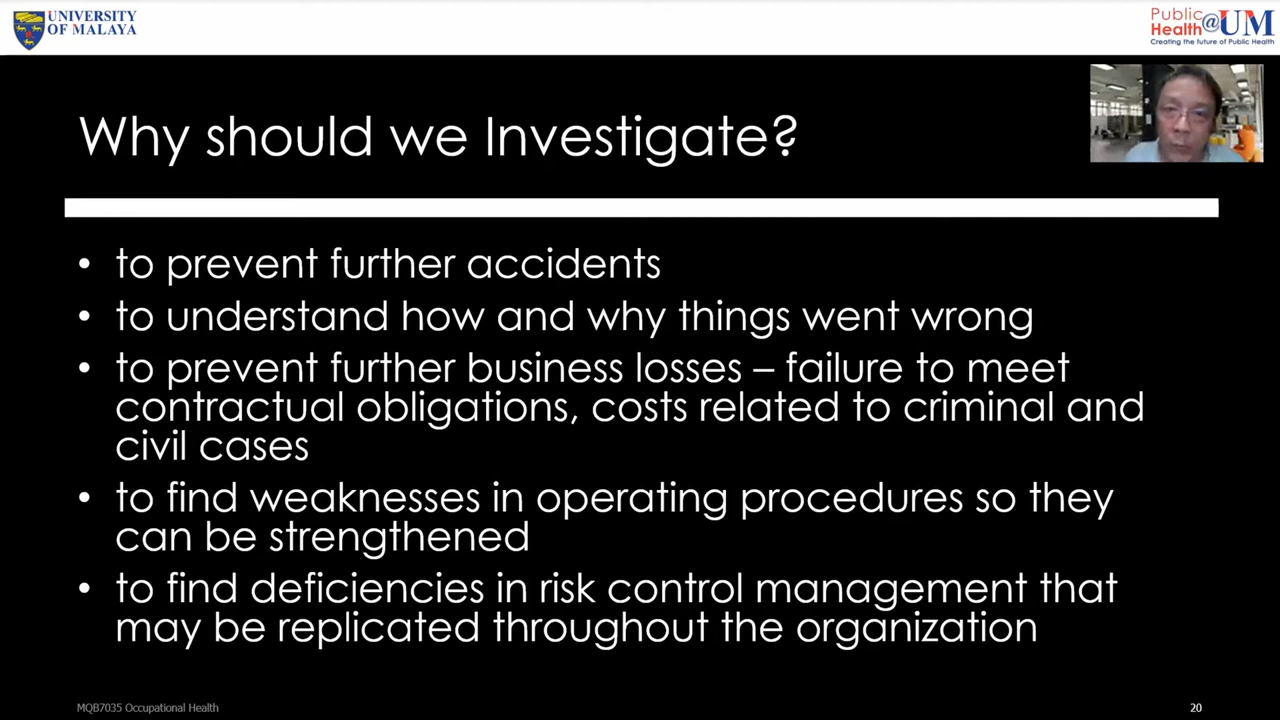 UNIVERSITY
OF MALAYA
Public
Health@UM
Creating the future of Public Health
Why should we Investigate?
• to prevent further accidents
• to understand how and why things went wrong
• to prevent further business losses – failure to meet
contractual obligations, costs related to criminal and
civil cases
• to find weaknesses in operating procedures so they
can be strengthened
• to find deficiencies in risk control management that
may be replicated throughout the organization
MQB7035 Occupational Health
20